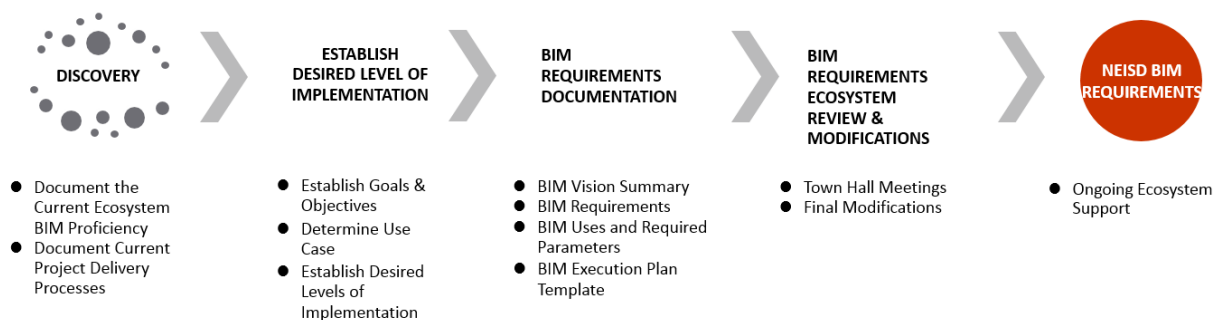 DISCOVERY
ESTABLISH
DESIRED LEVEL OF
IMPLEMENTATION
BIM
REQUIREMENTS
DOCUMENTATION
BIM
REQUIREMENTS
ECOSYSTEM
REVIEW &
MODIFICATIONS
NEISD BIM
REQUIREMENTS
● Document the
Current Ecosystem
BIM Proficiency
● Document Current
Project Delivery
Processes
● Establish Goals &
Objectives
● Determine Use
Case
● Establish Desired
Levels of
Implementation
● BIM Vision Summary
● BIM Requirements
● BIM Uses and Required
Parameters
● BIM Execution Plan
Template
● Town Hall Meetings
● Final Modifications
● Ongoing Ecosystem
Support